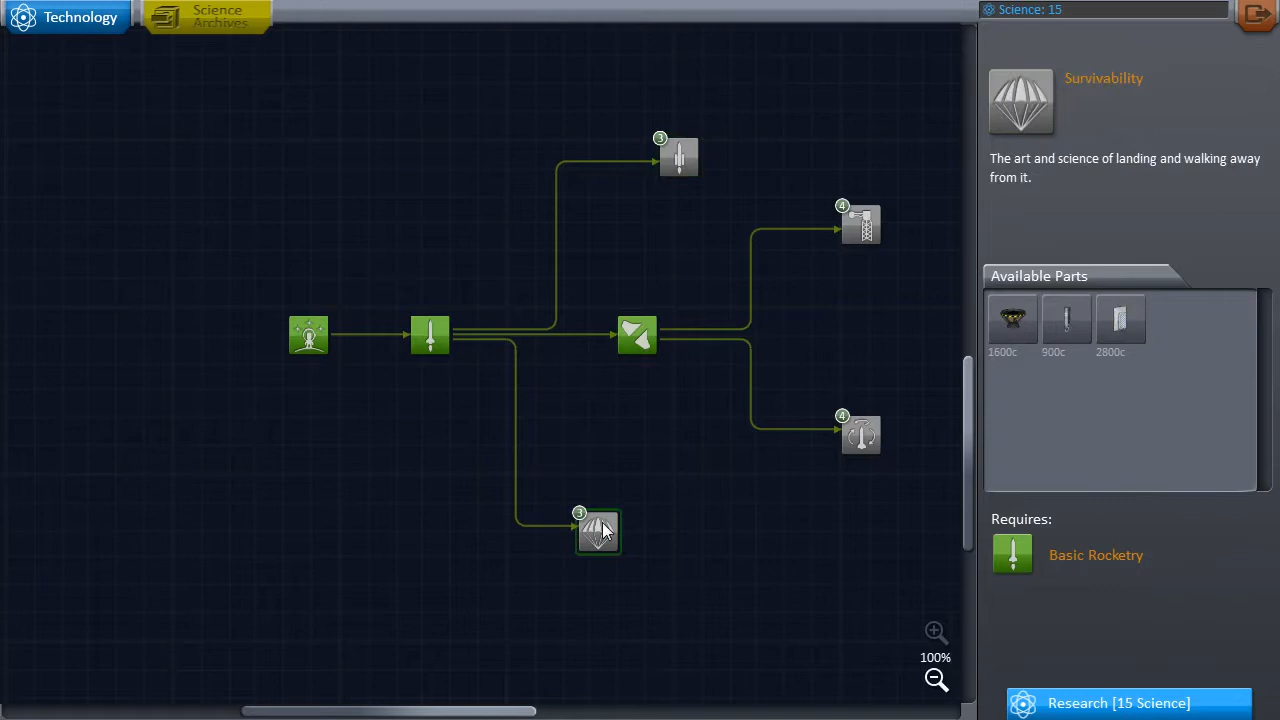 Technology
Science
Archives
Science: 15
Survivability
The art and science of landing and walking away
from it.
Available Parts
1600c
900c
2800c
Requires:
Basic Rocketry
Research [15 Science]
3
4
4
3
100%